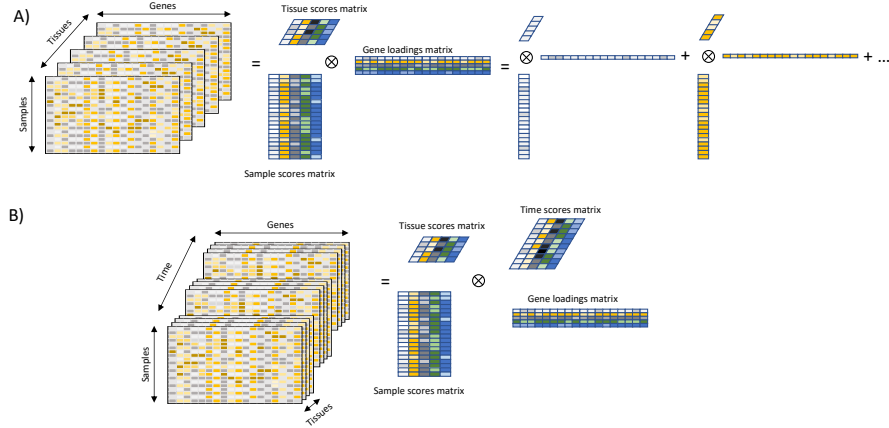 A)
Genes
Tissues
Samples
=
Tissue scores matrix
⊗
Gene loadings matrix
Sample scores matrix
=
⊗
+
⊗
+ ...
B)
Genes
Time
Samples
Tissues
=
Tissue scores matrix
⊗
Time scores matrix
Gene loadings matrix
Sample scores matrix